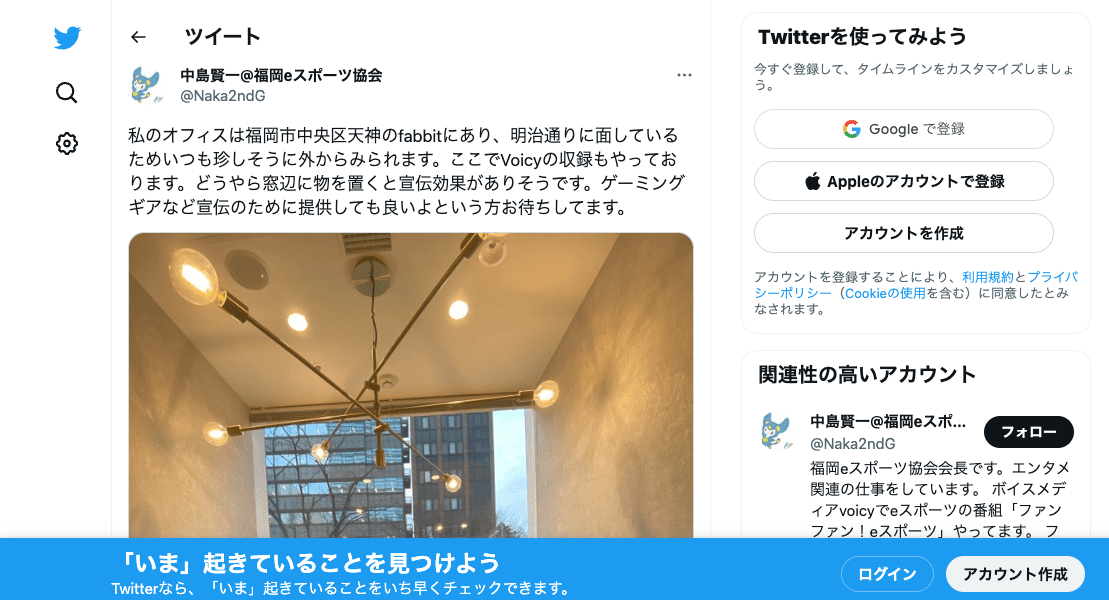 ツイート
中島賢一@福岡eスポーツ協会
@Naka2ndG
私のオフィスは福岡市中央区天神のfabbitにあり、明治通りに面している
ためいつも珍しそうに外からみられます。ここでVoicyの収録もやってお
ります。どうやら窓辺に物を置くと宣伝効果がありそうです。ゲーミング
ギアなど宣伝のために提供しても良いよという方お待ちしてます。
Twitterを使ってみよう
今すぐ登録して、タイムラインをカスタマイズしましょ
う。
Google で登録
Appleのアカウントで登録
アカウントを作成
アカウントを登録することにより、利用規約とプライバ
シーポリシー（Cookieの使用を含む）に同意したとみ
なされます。
関連性の高いアカウント
中島賢一@福岡eスポ...
@Naka2ndG
フォロー
福岡eスポーツ協会会長です。エンタメ
関連の仕事をしています。 ボイスメデ
ィアvoicyでeスポーツの番組「ファン
ファン！eスポーツ」やってます。 フ
「いま」起きていることを見つけよう
Twitterなら、「いま」起きていることをいち早くチェックできます。
ログイン
アカウント作成